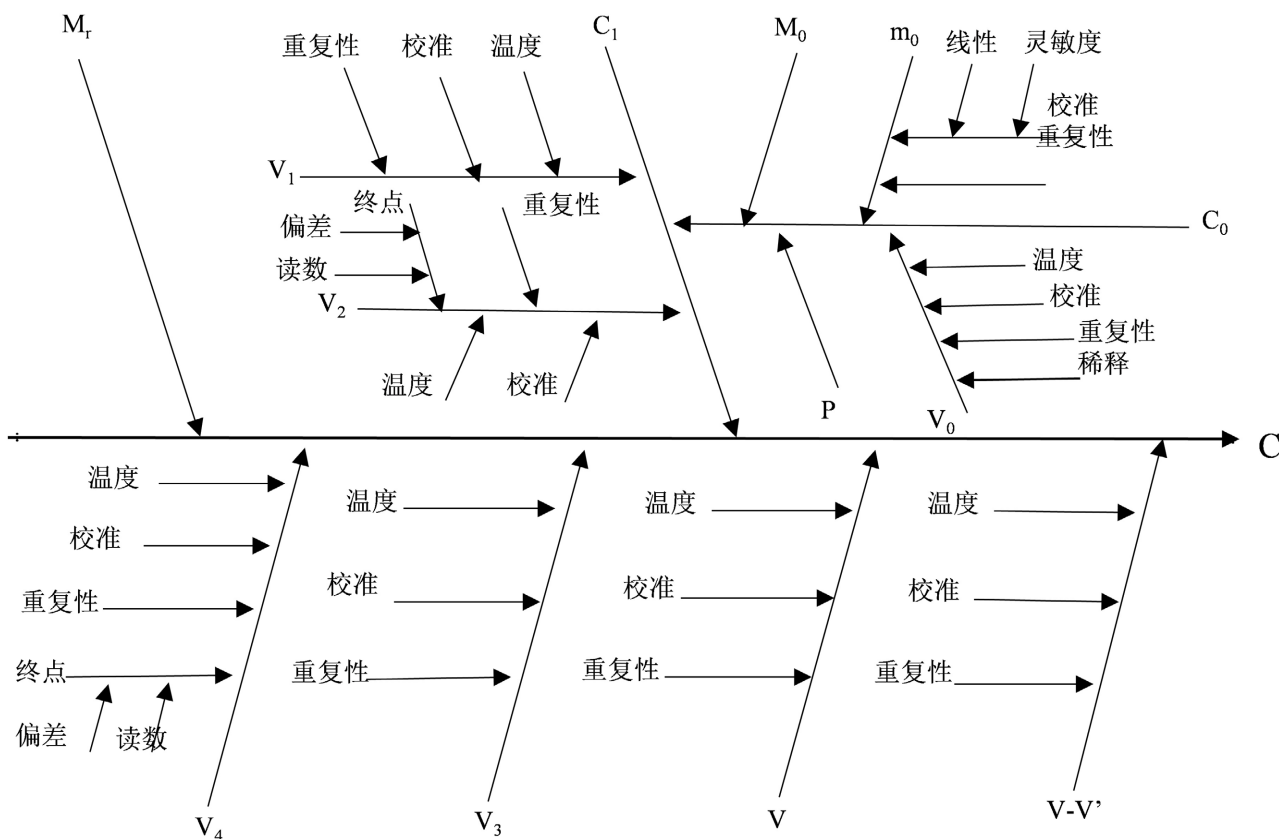 Mr
C1
M0
m0
重复性
校准
温度
线性
灵敏度
校准
重复性
V1
终点
重复性
偏差
读数
V2
温度
校准
C0
温度
校准
重复性
稀释
P
V0
C
温度
校准
重复性
终点
偏差
读数
V4
温度
校准
重复性
V3
温度
校准
重复性
V
温度
校准
重复性
V-V’